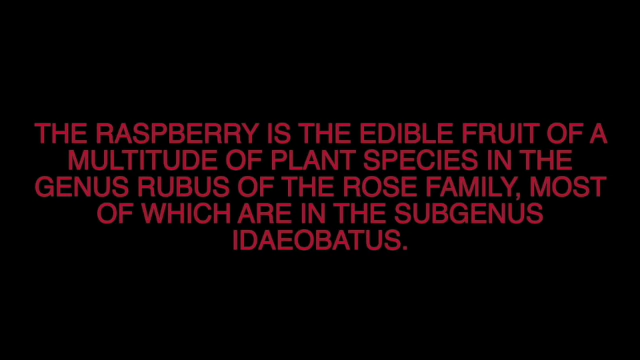 THE RASPBERRY IS THE EDIBLE FRUIT OF A
MULTITUDE OF PLANT SPECIES IN THE
GENUS RUBUS OF THE ROSE FAMILY, MOST
OF WHICH ARE IN THE SUBGENUS
IDAEOBATUS.